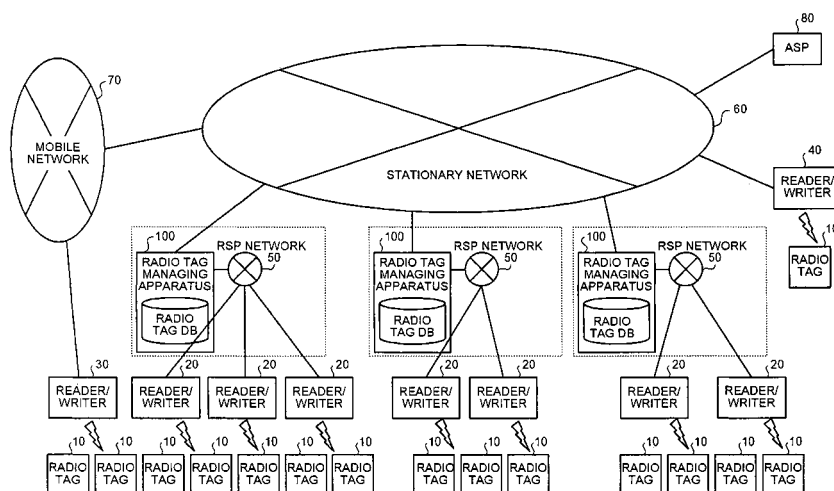 80
ASP
70
60
MOBILE
NETWORK
STATIONARY NETWORK
40
READER/
WRITER
10
RADIO
TAG
100
RSP NETWORK
50
RADIO TAG
MANAGING
APPARATUS
RADIO
TAG DB
100
RSP NETWORK
50
RADIO TAG
MANAGING
APPARATUS
RADIO
TAG DB
100
RSP NETWORK
50
RADIO TAG
MANAGING
APPARATUS
RADIO
TAG DB
30
READER/
WRITER
20
READER/
WRITER
20
READER/
WRITER
20
READER/
WRITER
20
READER/
WRITER
20
READER/
WRITER
20
READER/
WRITER
20
READER/
WRITER
10
RADIO
TAG
10
RADIO
TAG
10
RADIO
TAG
10
RADIO
TAG
10
RADIO
TAG
10
RADIO
TAG
10
RADIO
TAG
10
RADIO
TAG
10
RADIO
TAG
10
RADIO
TAG
10
RADIO
TAG
10
RADIO
TAG
10
RADIO
TAG
10
RADIO
TAG